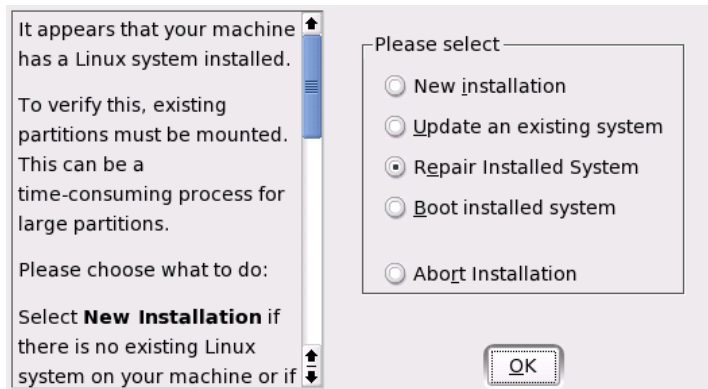 It appears that your machine
has a Linux system installed.
To verify this, existing
partitions must be mounted.
This can be a
time-consuming process for
large partitions.
Please choose what to do:
Select New Installation if
there is no existing Linux
system on your machine or if
Please select
New installation
Update an existing system
Repair Installed System
Boot installed system
Abort Installation
OK